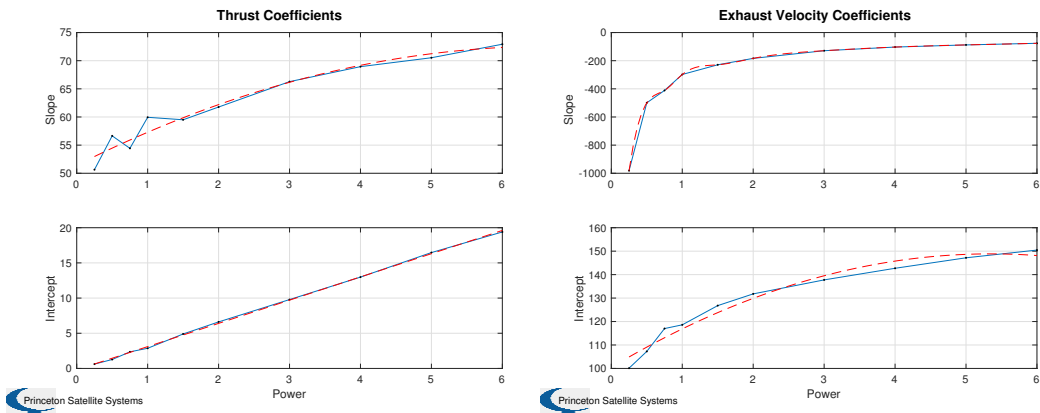 Thrust Coefficients
75
70
65
60
55
50
Slope
0 1 2 3 4 5 6
20
15
10
5
0
Intercept
0 1 2 3 4 5 6
Power
Princeton Satellite Systems
Exhaust Velocity Coefficients
0
-200
-400
-600
-800
-1000
Slope
0 1 2 3 4 5 6
160
150
140
130
120
110
100
Intercept
0 1 2 3 4 5 6
Power
Princeton Satellite Systems